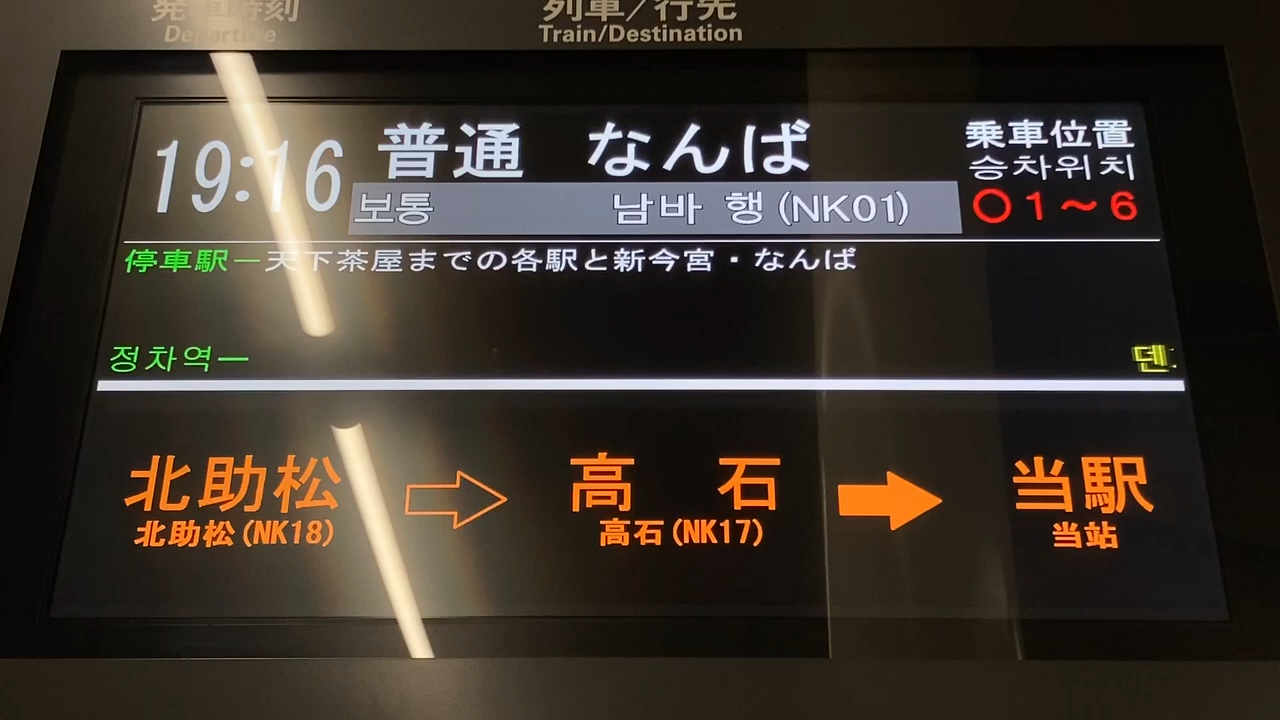 発車時刻 列車／行先
Departure Train/Destination
19:16 普通 なんば 乗車位置
보통 남바 행 (NK01) 승차위치
○1～6
停車駅－天下茶屋までの各駅と新今宮・なんば
정차역－ 덴
北助松 ⇨ 高石 ➡ 当駅
北助松(NK18) 高石(NK17) 当站